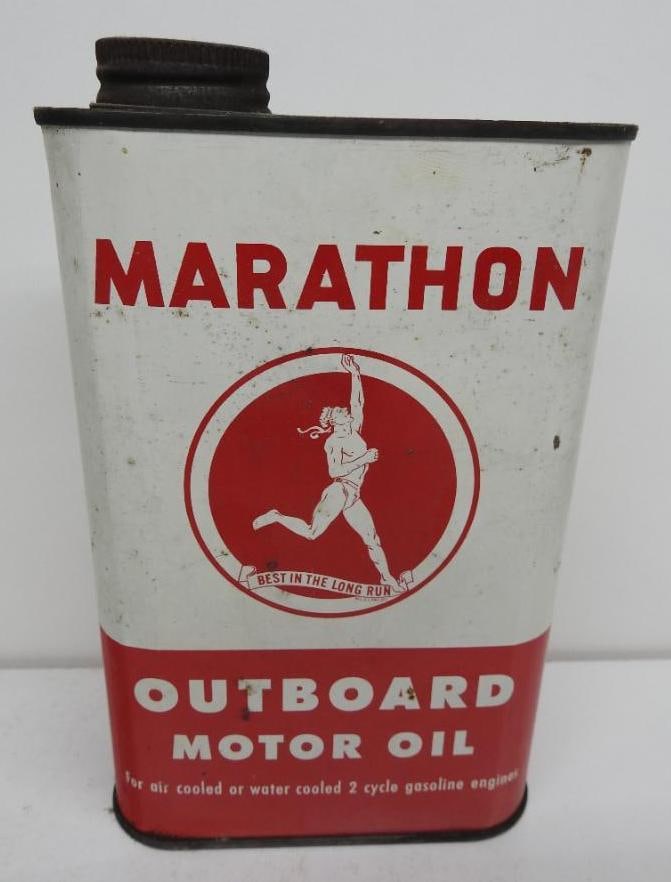 MARATHON
BEST IN THE LONG RUN
OUTBOARD
MOTOR OIL
For air cooled or water cooled 2 cycle gasoline engines